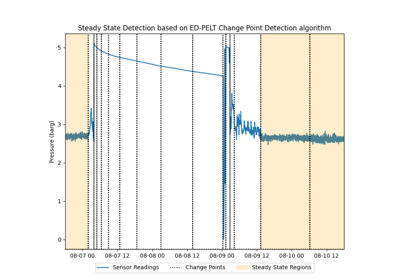 Steady State Detection based on ED-PELT Change Point Detection algorithm
Pressure (barg)
5
4
3
2
1
0
08-07 00 08-07 12 08-08 00 08-08 12 08-09 00 08-09 12 08-10 00 08-10 12
Sensor Readings Change Points Steady State Regions